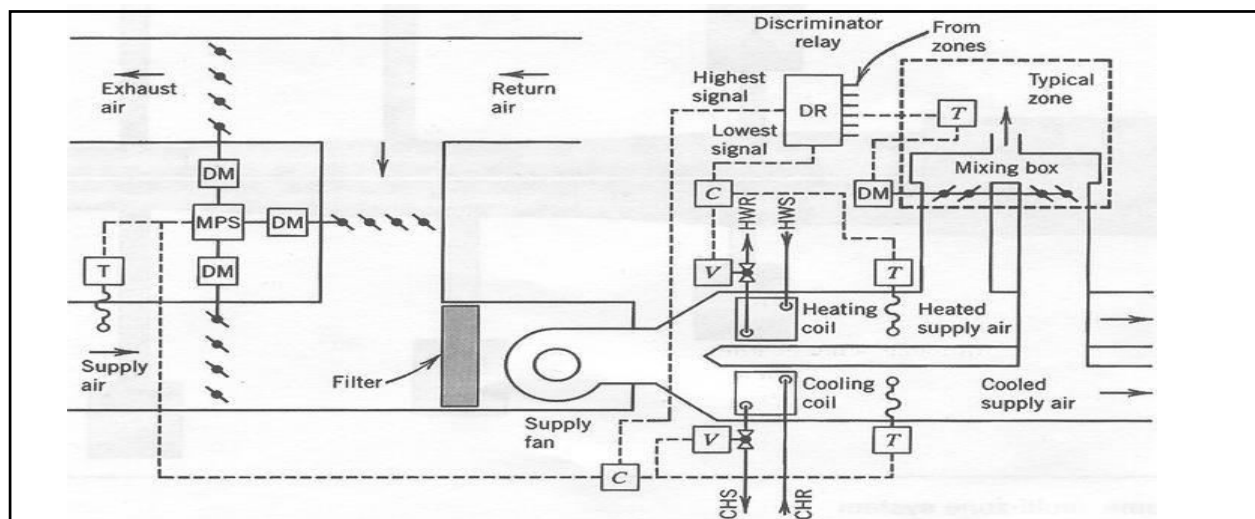 Discriminator
relay
From
zones
Highest
signal
DR
Lowest
signal
T
Typical
zone
Mixing box
DM
Exhaust
air
Return
air
DM
MPS
DM
DM
T
Supply
air
Filter
Supply
fan
C
V
HWR
HWS
Heating
coil
T
Heated
supply air
Cooling
coil
Cooled
supply air
V
T
C
CHS
CHR